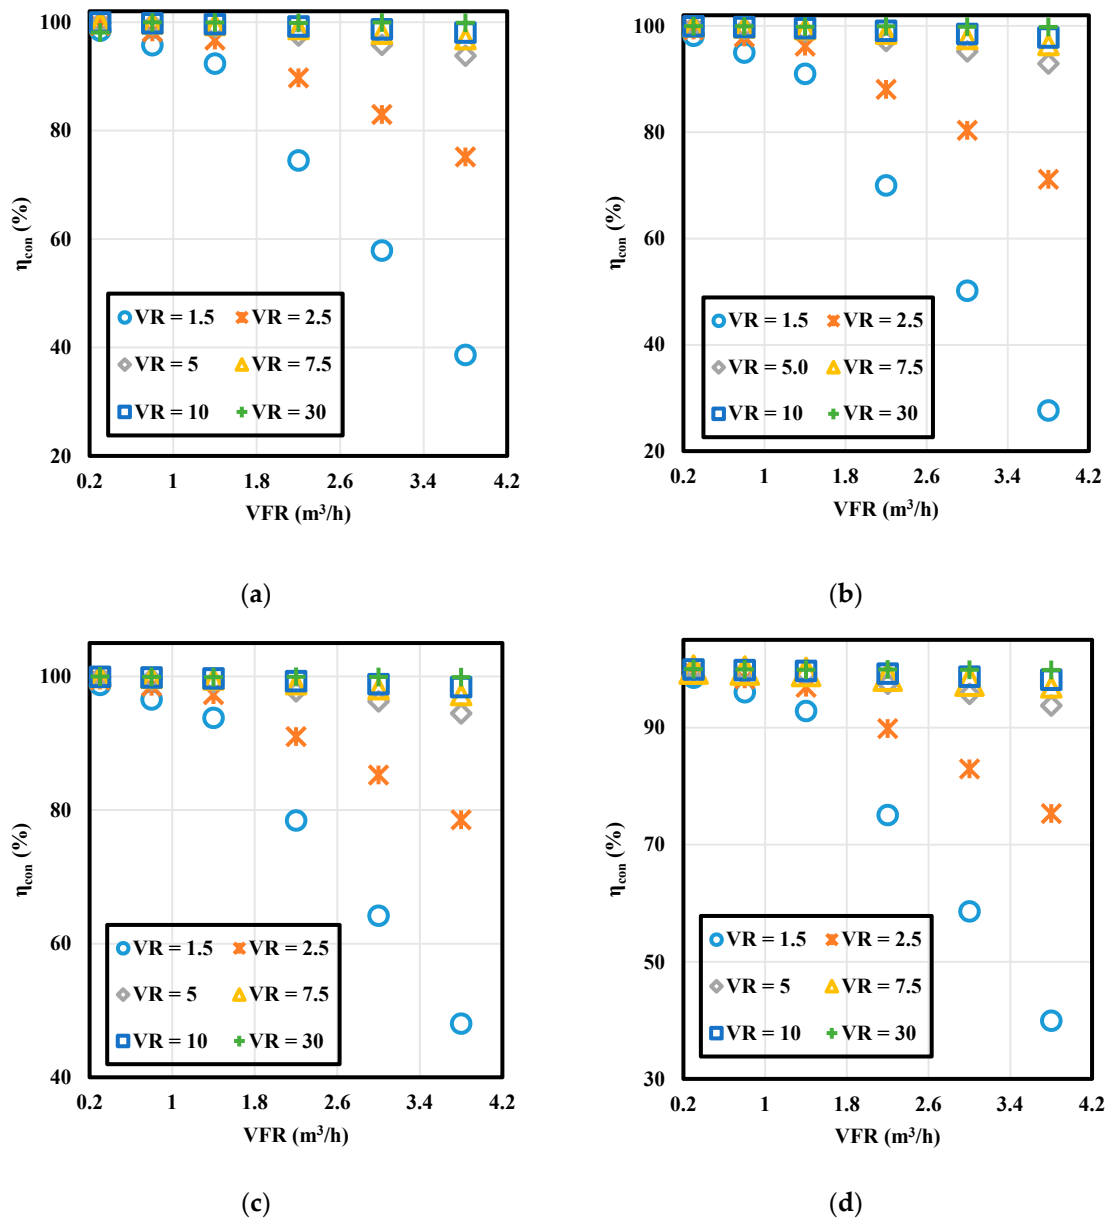 100
80
60
40
20
η_con (%)
VR = 1.5 VR = 2.5
VR = 5 VR = 7.5
VR = 10 VR = 30
0.2 1 1.8 2.6 3.4 4.2
VFR (m³/h)
(a)
100
80
60
40
20
η_con (%)
VR = 1.5 VR = 2.5
VR = 5.0 VR = 7.5
VR = 10 VR = 30
0.2 1 1.8 2.6 3.4 4.2
VFR (m³/h)
(b)
100
80
60
40
η_con (%)
VR = 1.5 VR = 2.5
VR = 5 VR = 7.5
VR = 10 VR = 30
0.2 1 1.8 2.6 3.4 4.2
VFR (m³/h)
(c)
90
70
50
30
η_con (%)
VR = 1.5 VR = 2.5
VR = 5 VR = 7.5
VR = 10 VR = 30
0.2 1 1.8 2.6 3.4 4.2
VFR (m³/h)
(d)